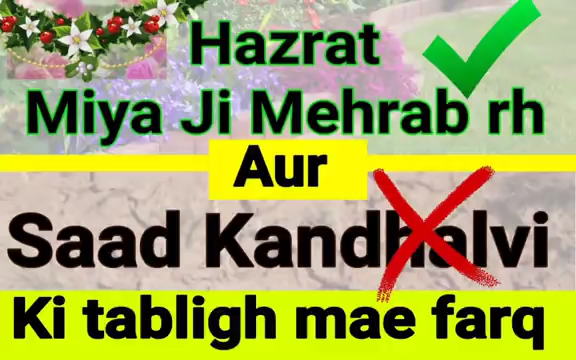 Hazrat
Miya Ji Mehrab rh
Aur
Saad Kandhalvi
Ki tabligh mae farq